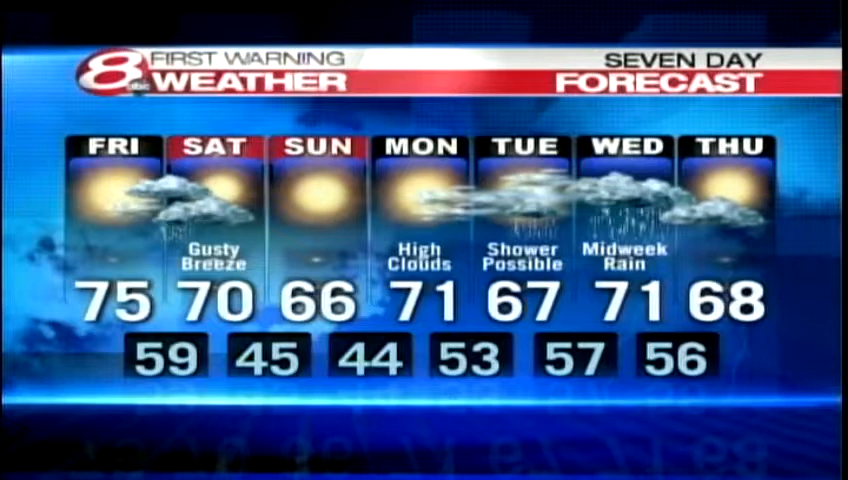 8 abc
FIRST WARNING
WEATHER
SEVEN DAY
FORECAST
FRI SAT SUN MON TUE WED THU
Gusty Breeze
High Clouds
Shower Possible
Midweek Rain
75 70 66 71 67 71 68
59 45 44 53 57 56